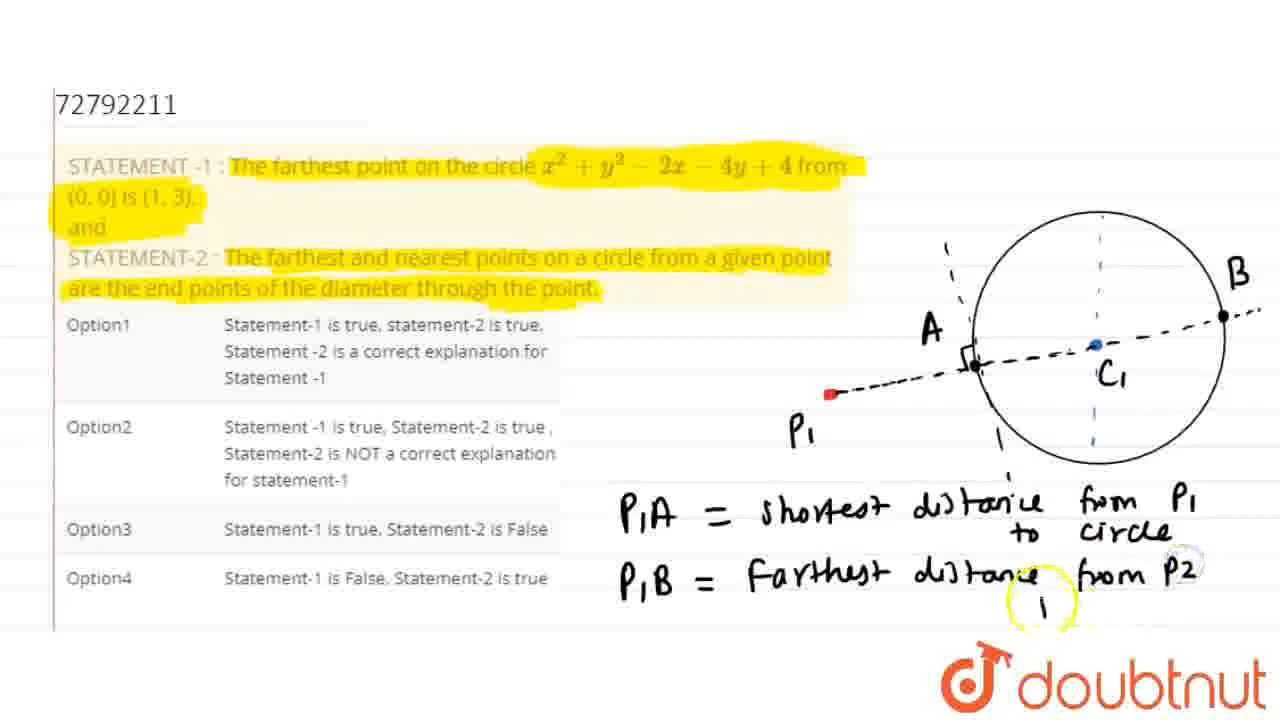 72792211
STATEMENT -1 : The farthest point on the circle x² + y² − 2x − 4y + 4 from
(0, 0] is (1, 3).
and
STATEMENT-2 : The farthest and nearest points on a circle from a given point
are the end points of the diameter through the point.
Option1 Statement-1 is true, statement-2 is true,
Statement -2 is a correct explanation for
Statement -1
Option2 Statement -1 is true, Statement-2 is true ,
Statement-2 is NOT a correct explanation
for statement-1
Option3 Statement-1 is true, Statement-2 is False
Option4 Statement-1 is False, Statement-2 is true
B
A
C₁
P₁
P₁A = shortest distance from P₁
to circle
P₁B = Farthest distance from P2
doubtnut